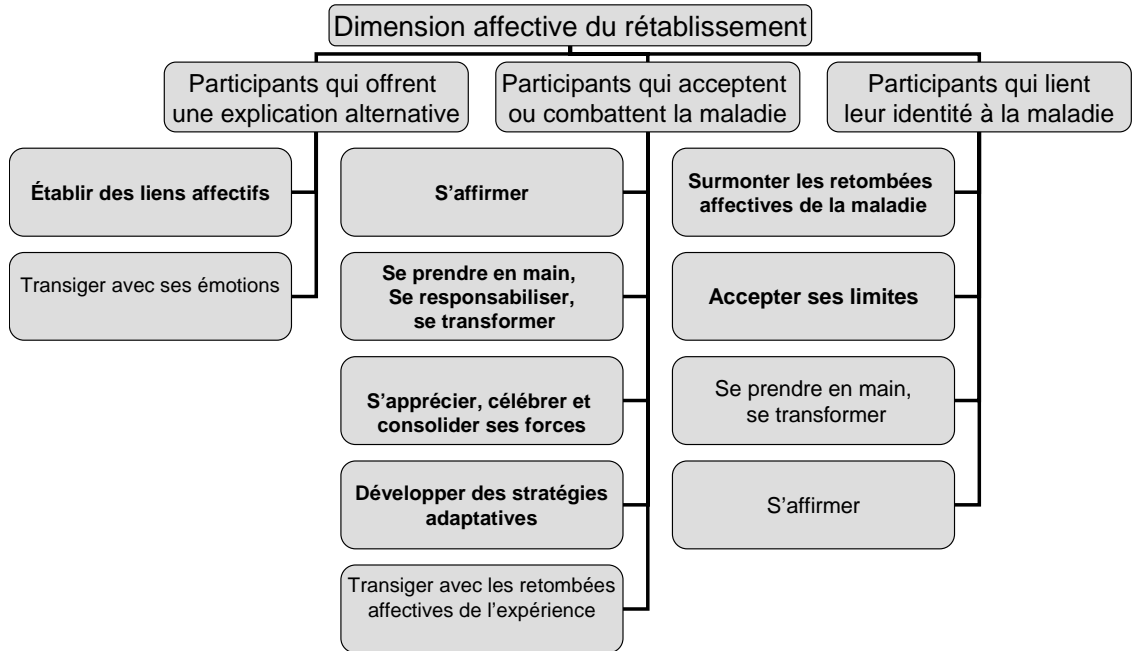 Dimension affective du rétablissement
Participants qui offrent
une explication alternative
Établir des liens affectifs
Transiger avec ses émotions
Participants qui acceptent
ou combattent la maladie
S’affirmer
Se prendre en main,
Se responsabiliser,
se transformer
S’apprécier, célébrer et
consolider ses forces
Développer des stratégies
adaptatives
Transiger avec les retombées
affectives de l’expérience
Participants qui lient
leur identité à la maladie
Surmonter les retombées
affectives de la maladie
Accepter ses limites
Se prendre en main,
se transformer
S’affirmer